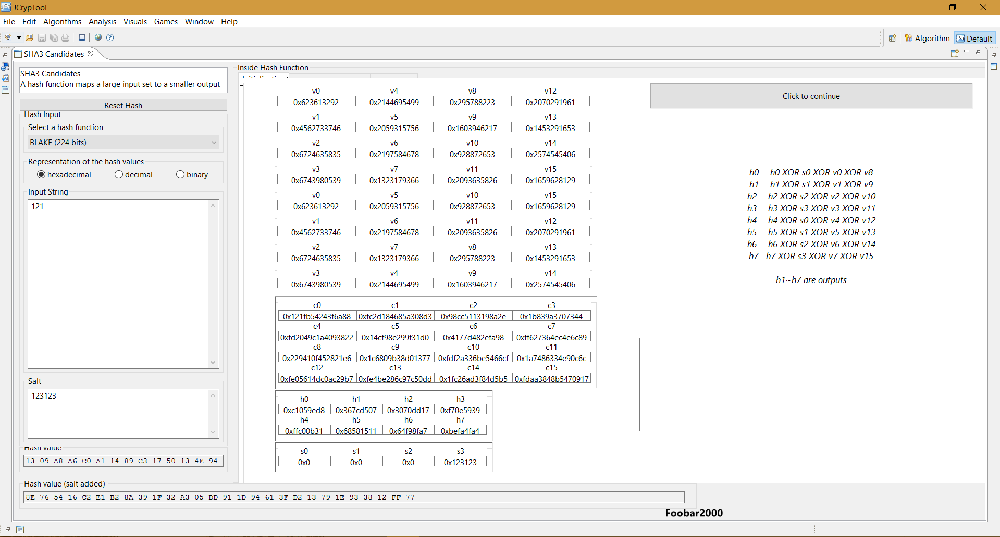 JCrypTool
File Edit Algorithms Analysis Visuals Games Window Help
Algorithm Default
SHA3 Candidates
SHA3 Candidates
A hash function maps a large input set to a smaller output
Reset Hash
Hash Input
Select a hash function
BLAKE (224 bits)
Representation of the hash values
hexadecimal decimal binary
Input String
121
Salt
123123
Hash value
13 09 A8 A6 C0 A1 14 89 C3 17 50 13 4E 94
Hash value (salt added)
8E 76 54 16 C2 E1 B2 8A 39 1F 32 A3 05 DD 91 1D 94 61 3F D2 13 79 1E 93 38 12 FF 77
Inside Hash Function
v0 v4 v8 v12
0x623613292 0x2144695499 0x295788223 0x2070291961
v1 v5 v9 v13
0x4562733746 0x2059315756 0x1603946217 0x1453291653
v2 v6 v10 v14
0x6724635835 0x2197584678 0x928872653 0x2574545406
v3 v7 v11 v15
0x6743980539 0x1323179366 0x2093635826 0x1659628129
v0 v5 v10 v15
0x623613292 0x2059315756 0x928872653 0x1659628129
v1 v6 v11 v12
0x4562733746 0x2197584678 0x2093635826 0x2070291961
v2 v7 v8 v13
0x6724635835 0x1323179366 0x295788223 0x1453291653
v3 v4 v9 v14
0x6743980539 0x2144695499 0x1603946217 0x2574545406
c0 c1 c2 c3
0x121fb54243f6a88 0xfc2d184685a308d3 0x98cc5113198a2e 0x1b839a3707344
c4 c5 c6 c7
0xfd2049c1a4093822 0x14cf98e299f31d0 0x4177d482efa98 0xff627364ec4e6c89
c8 c9 c10 c11
0x229410f452821e6 0x1c6809b38d01377 0xfdf2a336be5466cf 0x1a7486334e90c6c
c12 c13 c14 c15
0xfe05614dc0ac29b7 0xfe4be286c97c50dd 0x1fc26ad3f84d5b5 0xfdaa3848b5470917
h0 h1 h2 h3
0xc1059ed8 0x367cd507 0x3070dd17 0xf70e5939
h4 h5 h6 h7
0xffc00b31 0x68581511 0x64f98fa7 0xbefa4fa4
s0 s1 s2 s3
0x0 0x0 0x0 0x123123
Click to continue
h0 = h0 XOR s0 XOR v0 XOR v8
h1 = h1 XOR s1 XOR v1 XOR v9
h2 = h2 XOR s2 XOR v2 XOR v10
h3 = h3 XOR s3 XOR v3 XOR v11
h4 = h4 XOR s0 XOR v4 XOR v12
h5 = h5 XOR s1 XOR v5 XOR v13
h6 = h6 XOR s2 XOR v6 XOR v14
h7 h7 XOR s3 XOR v7 XOR v15
h1~h7 are outputs
Foobar2000